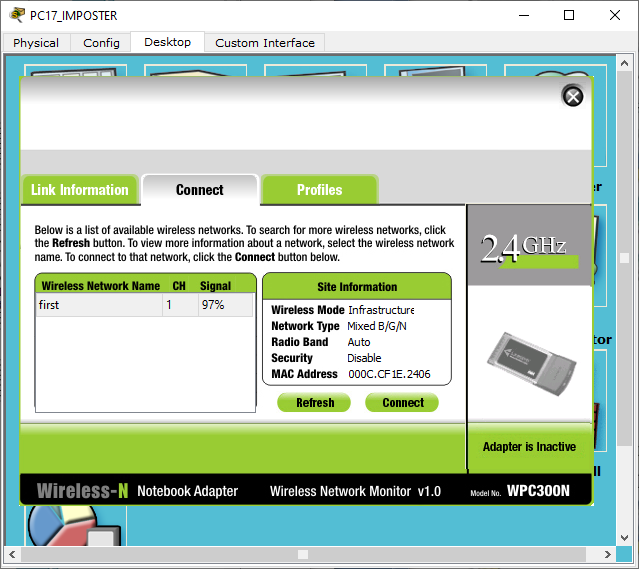 PC17_IMPOSTER
Physical Config Desktop Custom Interface
Link Information Connect Profiles
Below is a list of available wireless networks. To search for more wireless networks, click
the Refresh button. To view more information about a network, select the wireless network
name. To connect to that network, click the Connect button below.
2.4GHz
Wireless Network Name CH Signal
first 1 97%
Site Information
Wireless Mode Infrastructure
Network Type Mixed B/G/N
Radio Band Auto
Security Disable
MAC Address 000C.CF1E.2406
Refresh Connect
Adapter is Inactive
Wireless-N Notebook Adapter Wireless Network Monitor v1.0 Model No. WPC300N